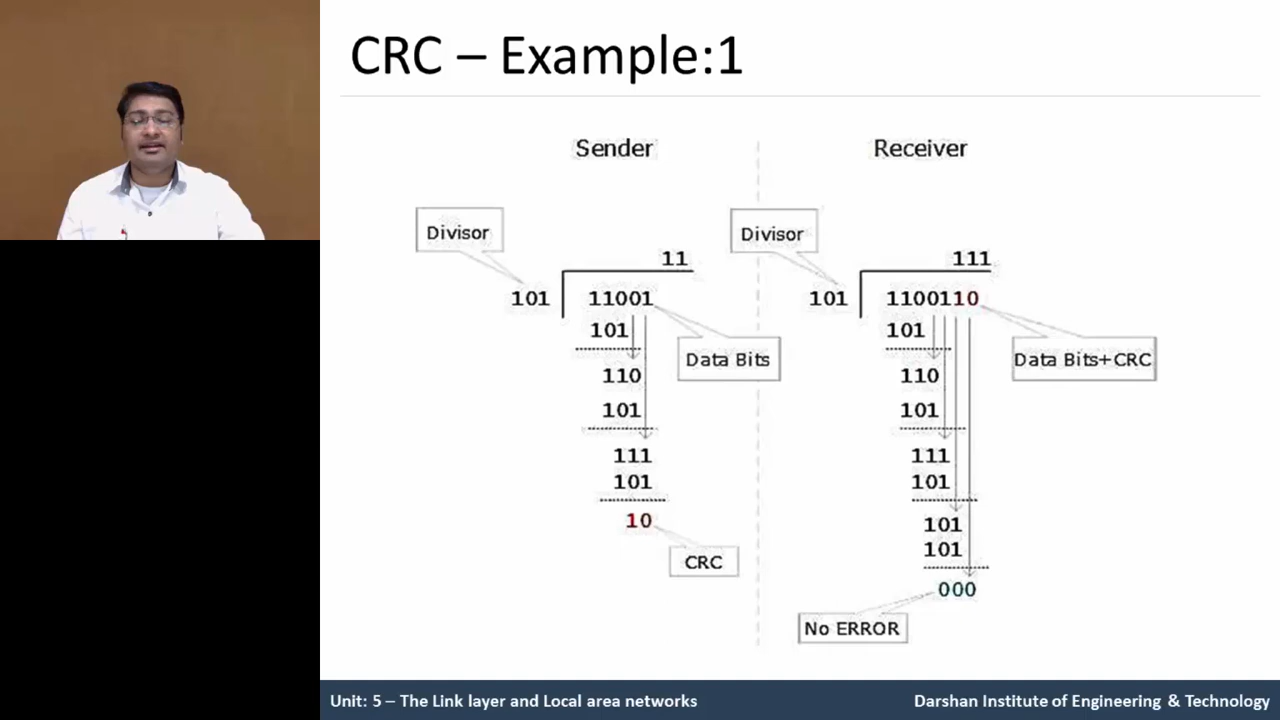 CRC – Example:1
Sender
Receiver
Divisor
11
101
11001
Data Bits
101
110
101
111
101
10
CRC
Divisor
111
101
1100110
Data Bits+CRC
101
110
101
111
101
101
101
000
No ERROR
Unit: 5 – The Link layer and Local area networks
Darshan Institute of Engineering & Technology